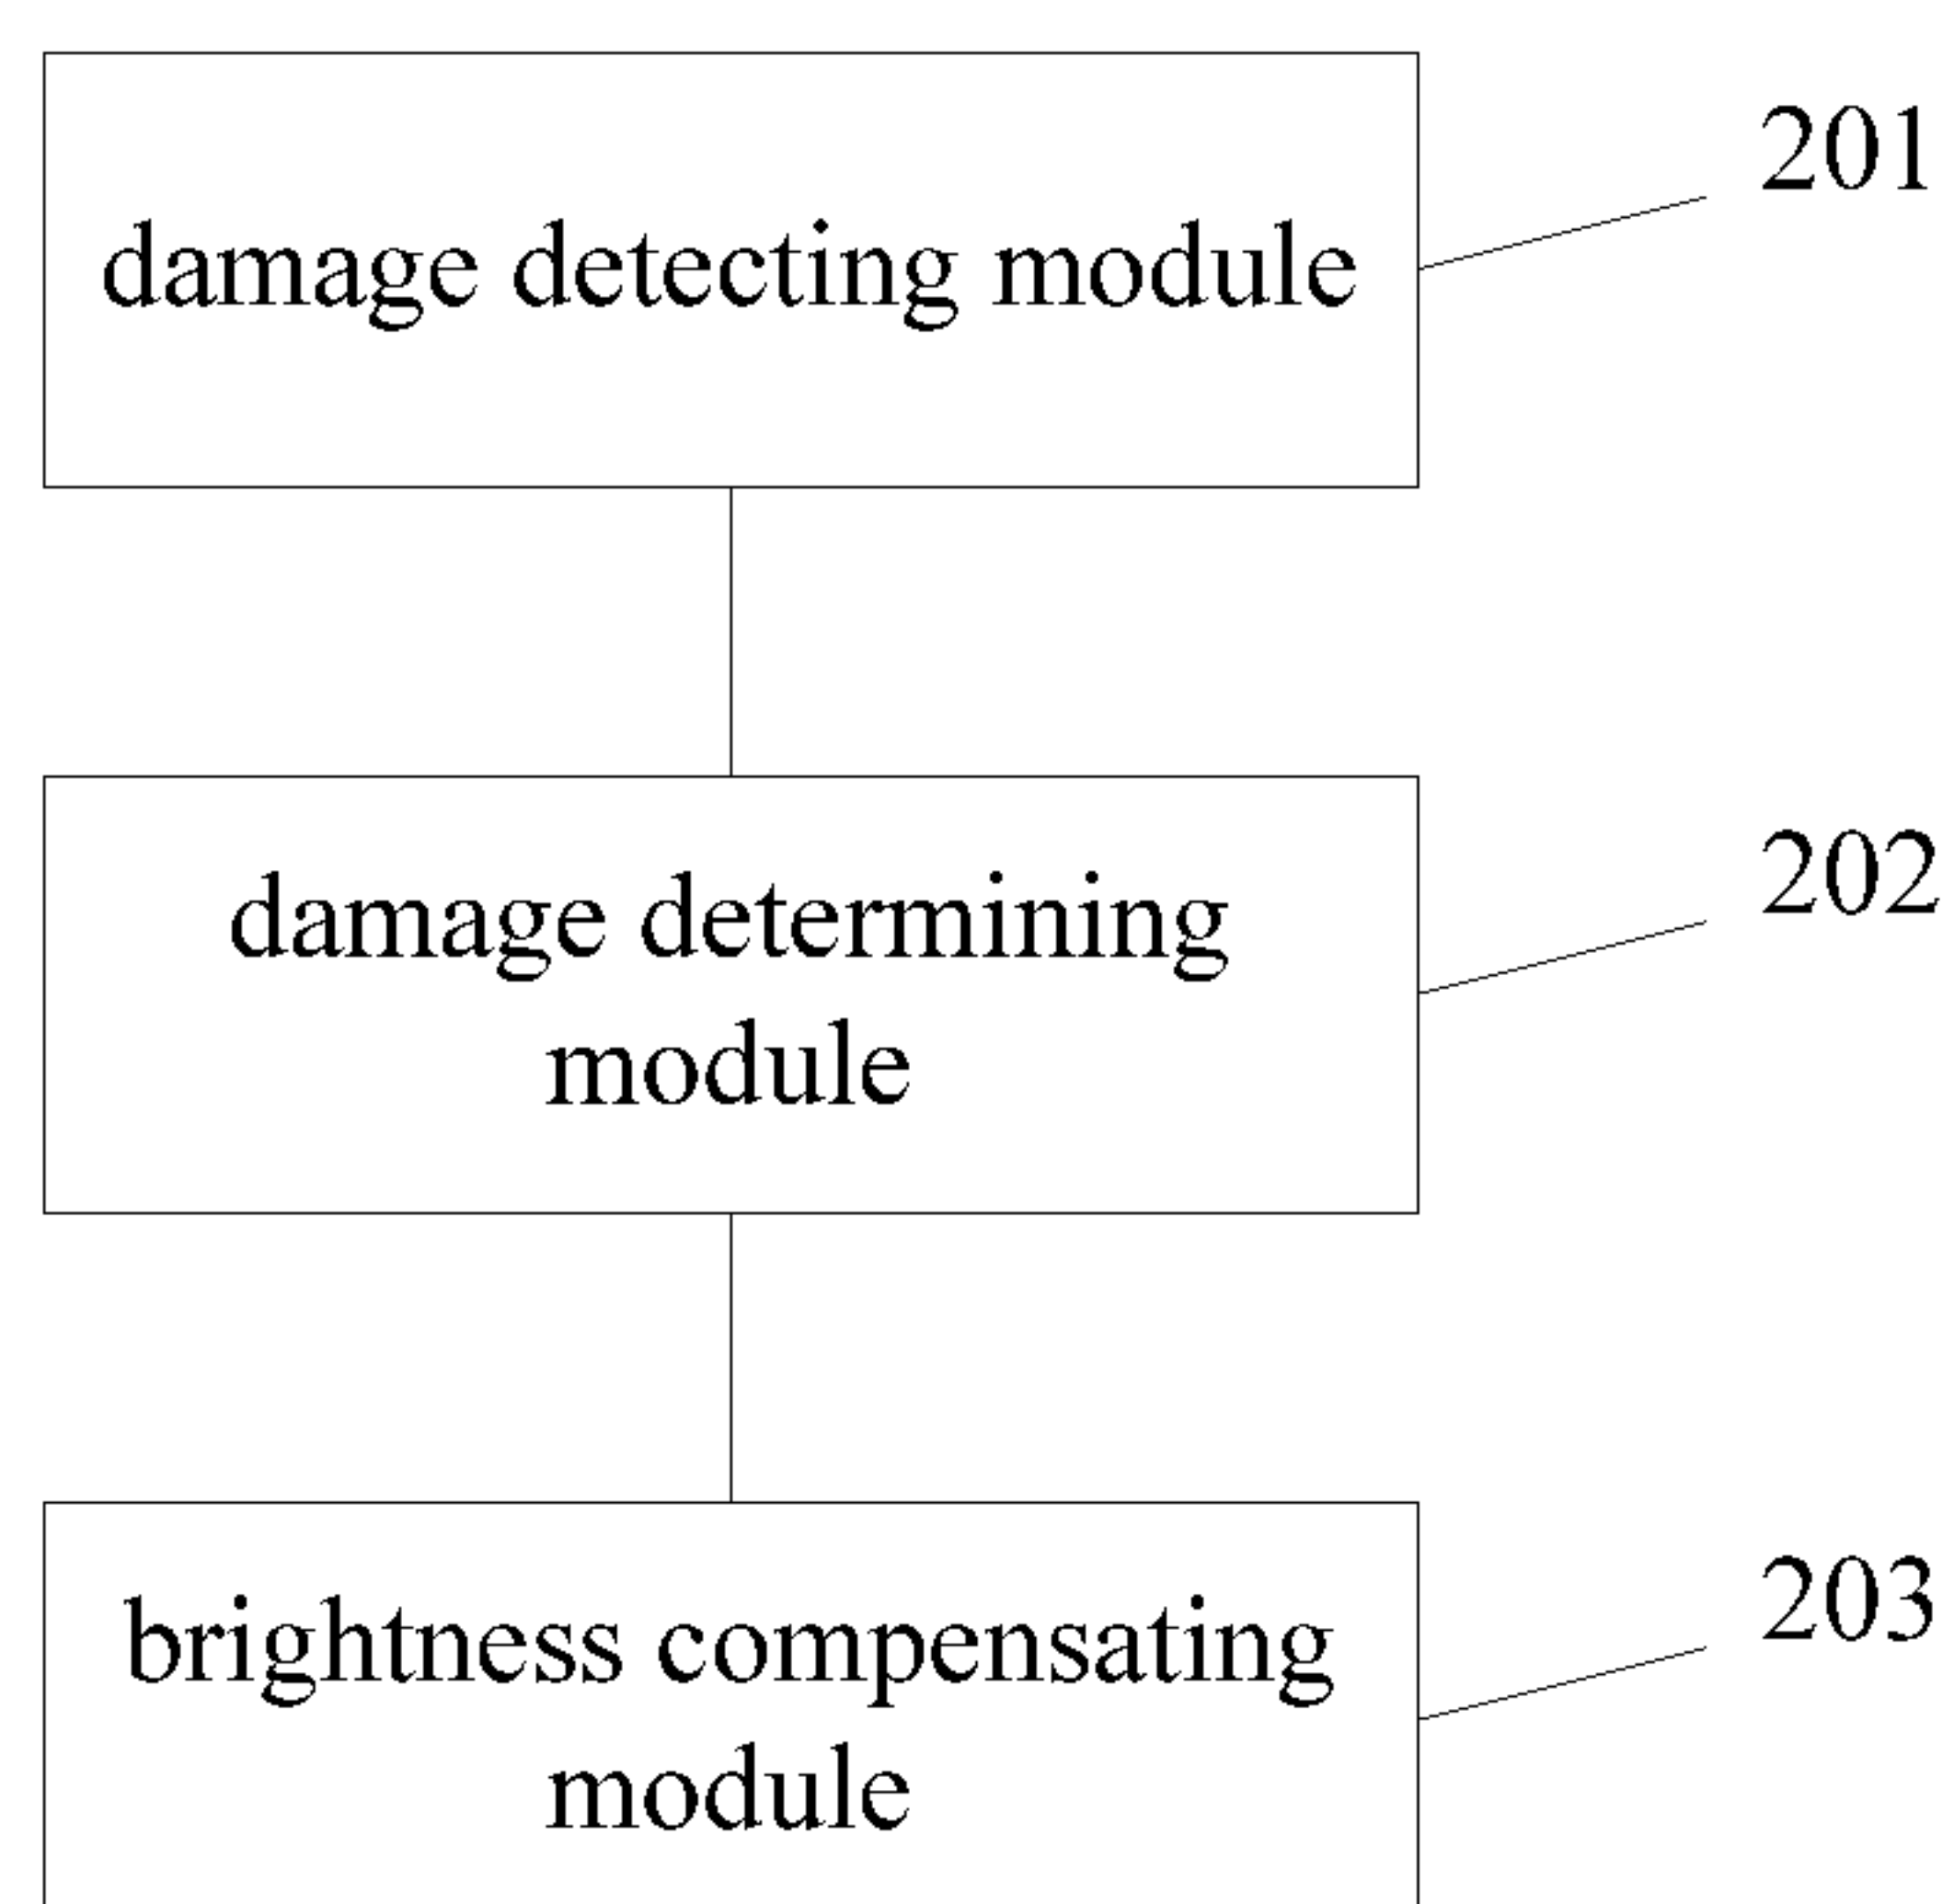 damage detecting module
201
damage determining
module
202
brightness compensating
module
203